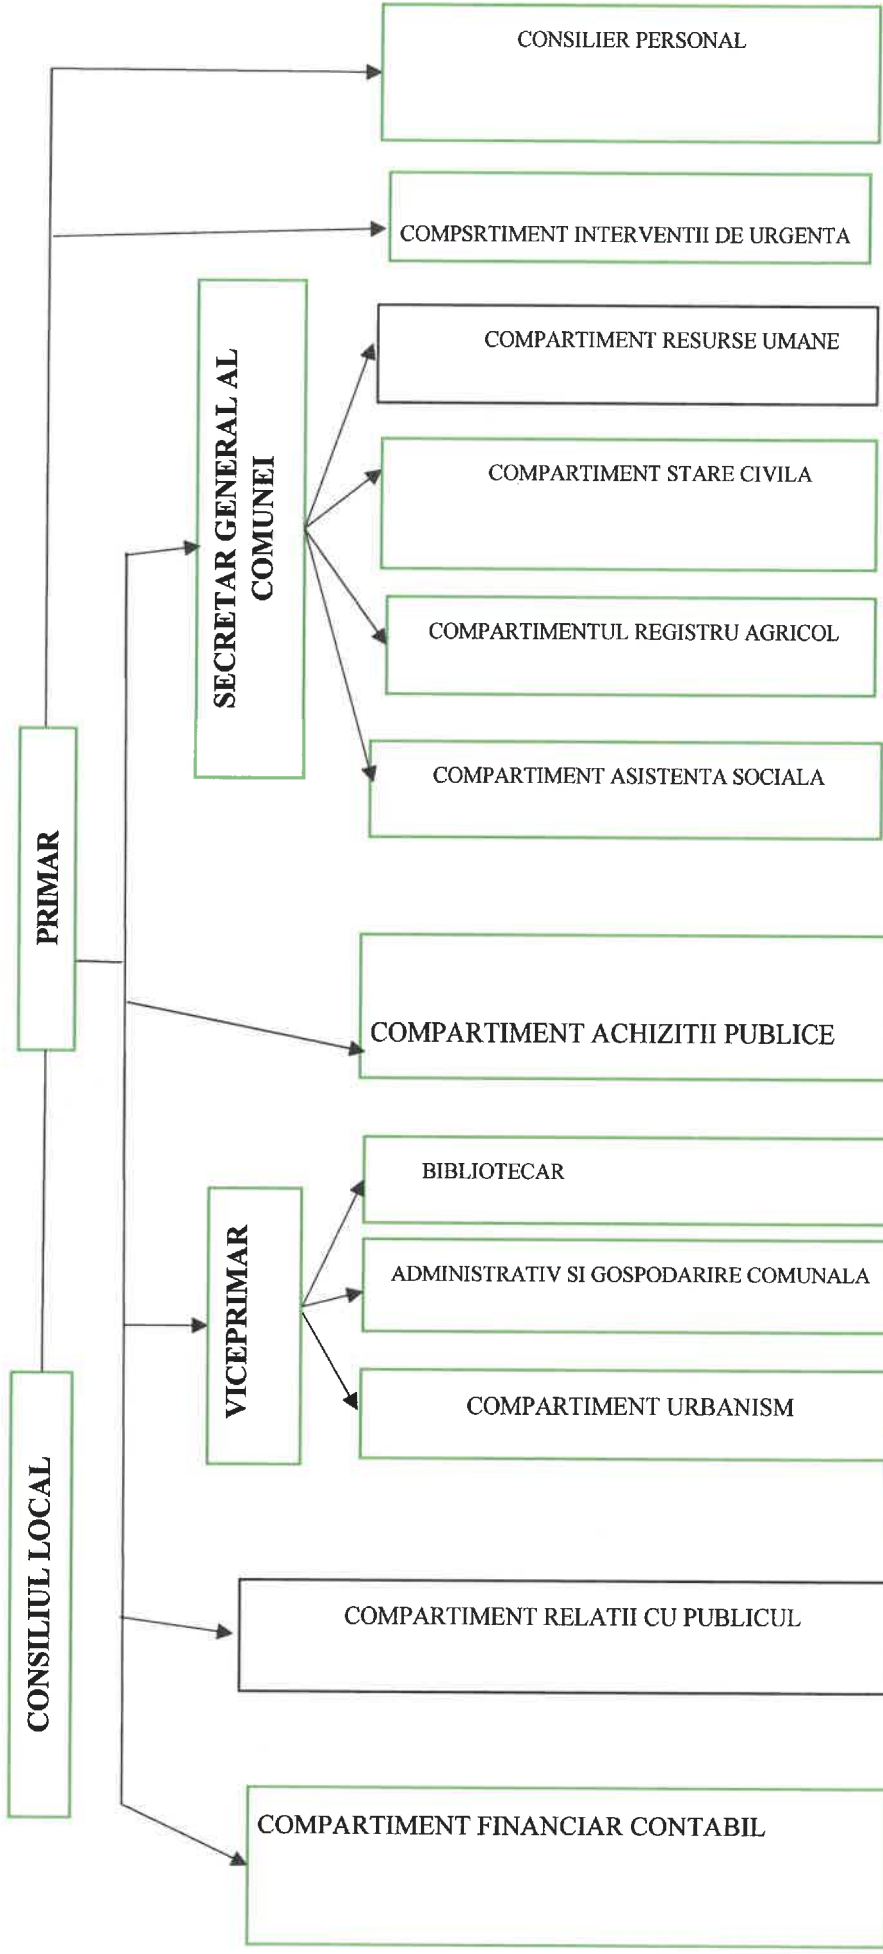 CONSILIER PERSONAL
COMPSRTIMENT INTERVENTII DE URGENTA
SECRETAR GENERAL AL
COMUNEI
COMPARTIMENT RESURSE UMANE
COMPARTIMENT STARE CIVILA
COMPARTIMENTUL REGISTRU AGRICOL
COMPARTIMENT ASISTENTA SOCIALA
PRIMAR
COMPARTIMENT ACHIZITII PUBLICE
VICEPRIMAR
BIBLIOTECAR
ADMINISTRATIV SI GOSPODARIRE COMUNALA
COMPARTIMENT URBANISM
CONSILIUL LOCAL
COMPARTIMENT RELATII CU PUBLICUL
COMPARTIMENT FINANCIAR CONTABIL